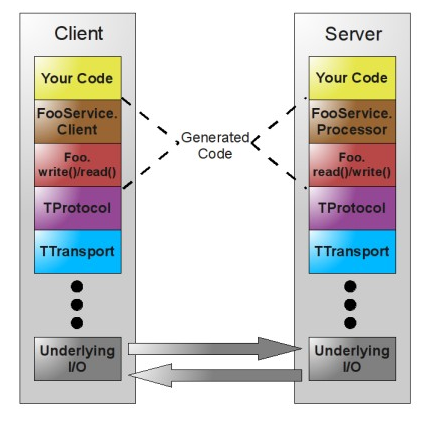 Client
Your Code
FooService.
Client
Foo.
write()/read()
TProtocol
TTransport
Underlying
I/O
Generated
Code
Server
Your Code
FooService.
Processor
Foo.
read()/write()
TProtocol
TTransport
Underlying
I/O